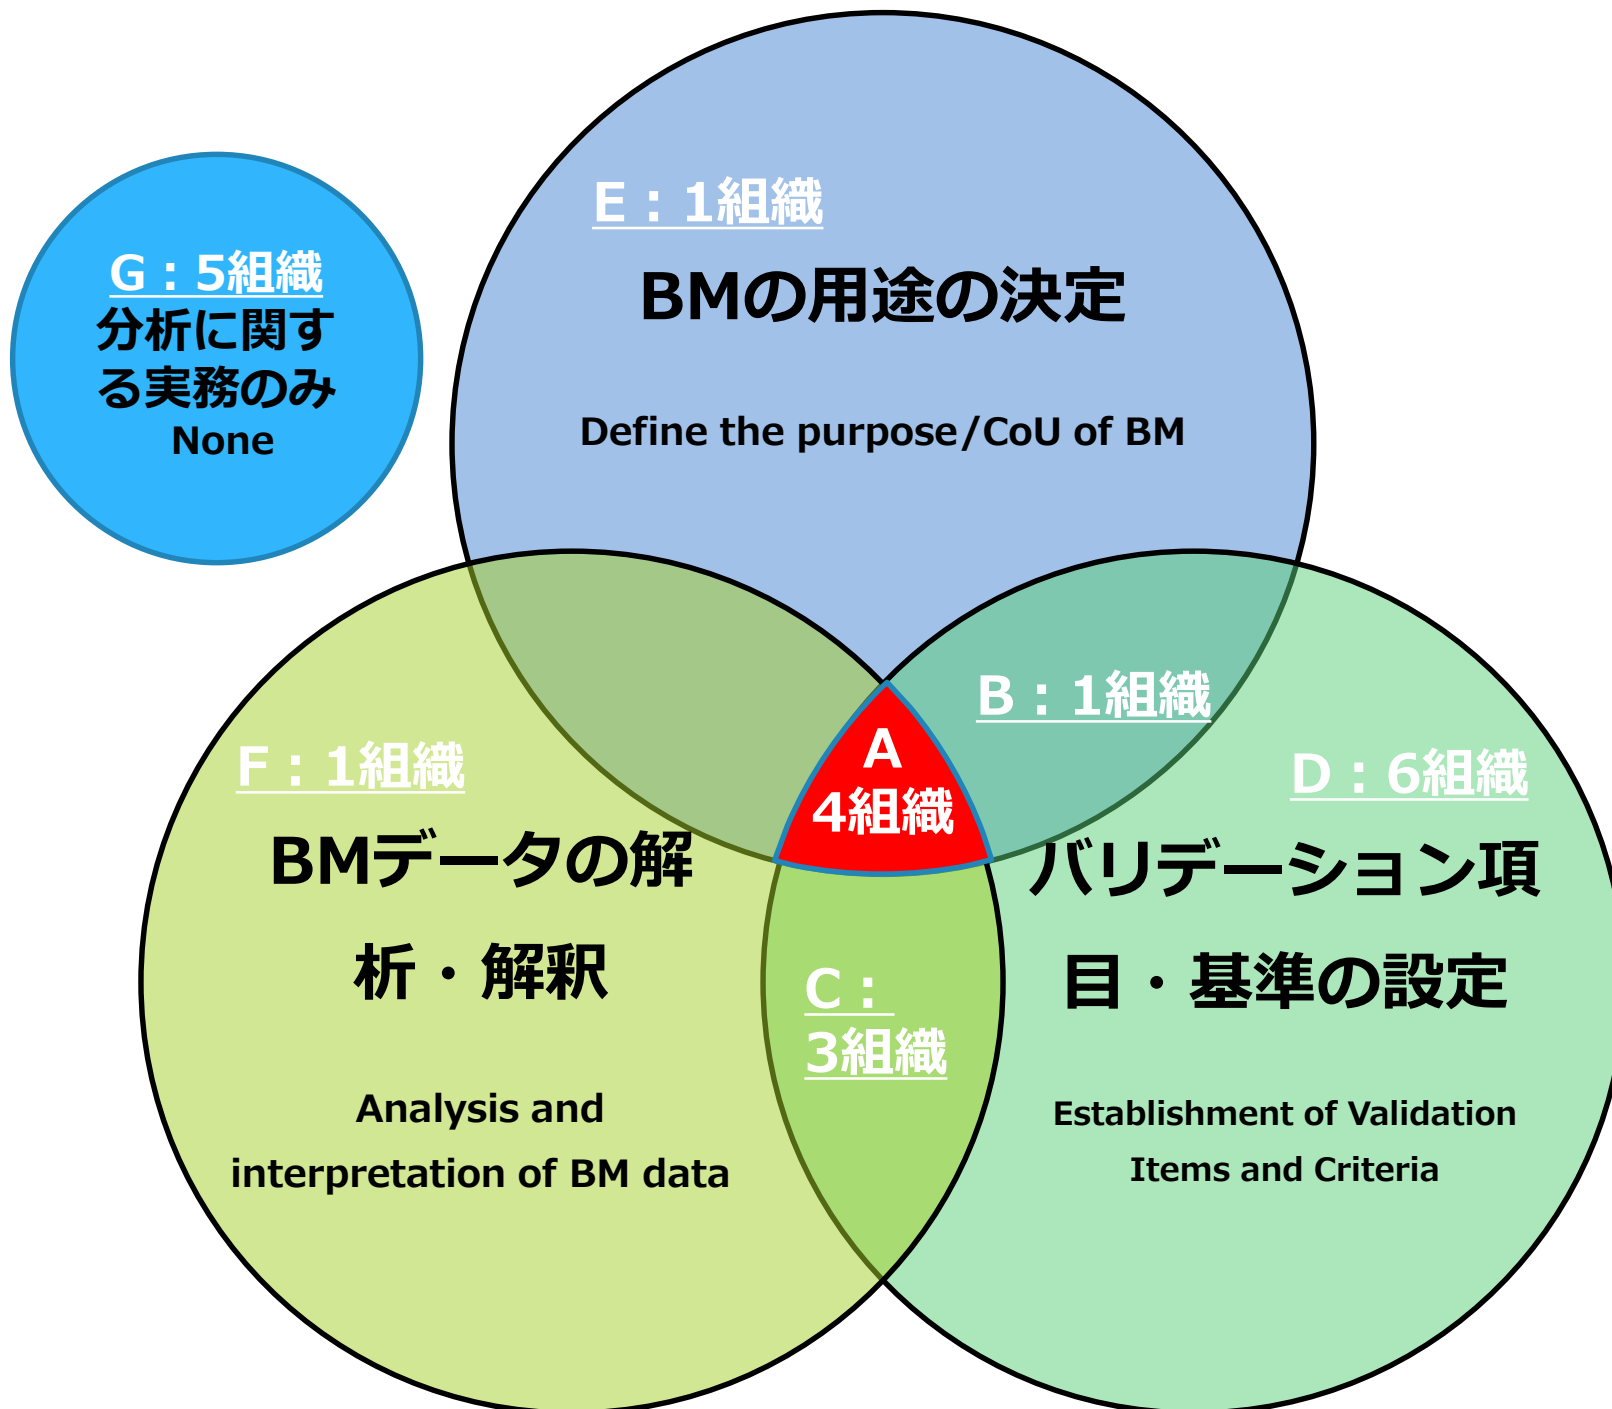 E：1組織
BMの用途の決定
Define the purpose/CoU of BM
G：5組織
分析に関す
る実務のみ
None
B：1組織
A
4組織
F：1組織
BMデータの解
析・解釈
Analysis and
interpretation of BM data
C：
3組織
D：6組織
バリデーション項
目・基準の設定
Establishment of Validation
Items and Criteria